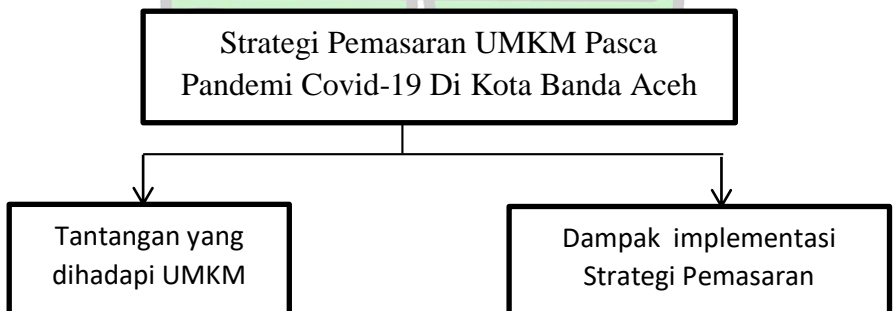 Strategi Pemasaran UMKM Pasca
Pandemi Covid-19 Di Kota Banda Aceh
Tantangan yang
dihadapi UMKM
Dampak implementasi
Strategi Pemasaran